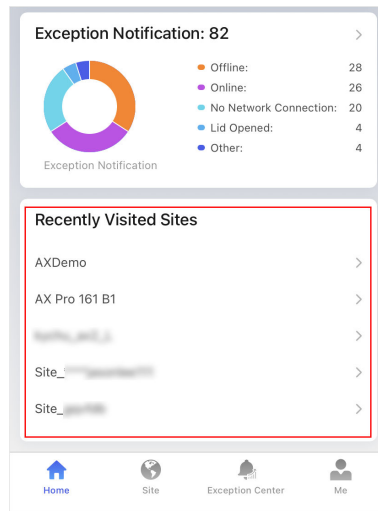 Exception Notification: 82
Offline: 28
Online: 26
No Network Connection: 20
Lid Opened: 4
Other: 4
Exception Notification
Recently Visited Sites
AXDemo
AX Pro 161 B1
Site_
Site_
Home Site Exception Center Me